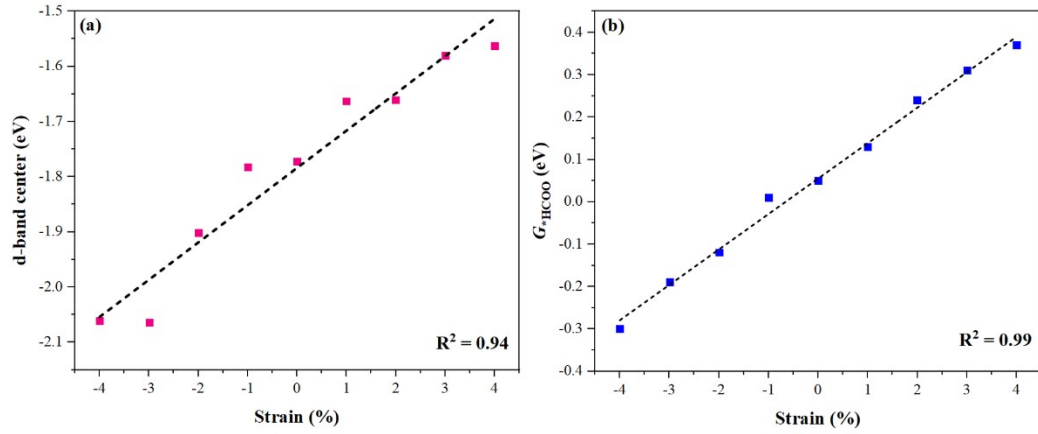 (a)
d-band center (eV)
-1.5
-1.6
-1.7
-1.8
-1.9
-2.0
-2.1
R² = 0.94
-4 -3 -2 -1 0 1 2 3 4
Strain (%)
(b)
G*HCOO (eV)
0.4
0.3
0.2
0.1
0.0
-0.1
-0.2
-0.3
-0.4
R² = 0.99
-4 -3 -2 -1 0 1 2 3 4
Strain (%)